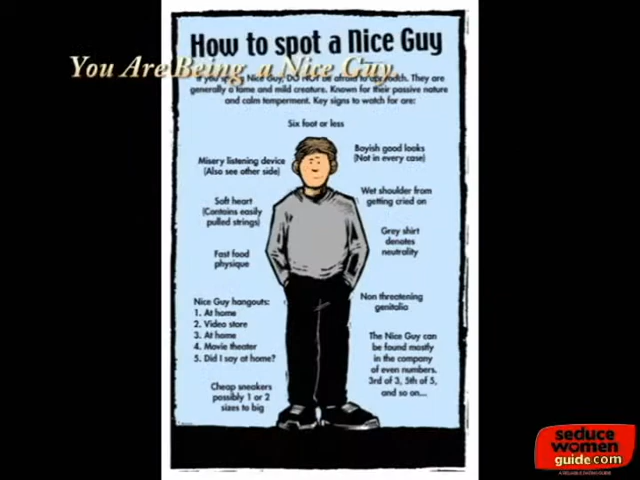 How to spot a Nice Guy
You Are Being a Nice Guy
If you spot a Nice Guy, DO NOT be afraid to approach. They are
generally a tame and mild creature. Known for their passive nature
and calm temperment. Key signs to watch for are:
Six foot or less
Misery listening device
(Also see other side)
Boyish good looks
(Not in every case)
Soft heart
(Contains easily
pulled strings)
Wet shoulder from
getting cried on
Grey shirt
denotes
neutrality
Fast food
physique
Nice Guy hangouts:
1. At home
2. Video store
3. At home
4. Movie theater
5. Did I say at home?
Non threatening
genitalia
The Nice Guy can
be found mostly
in the company
of even numbers.
3rd of 3, 5th of 5,
and so on...
Cheap sneakers
possibly 1 or 2
sizes to big
seduce
women
guide.com
A RELIABLE DATING GUIDE